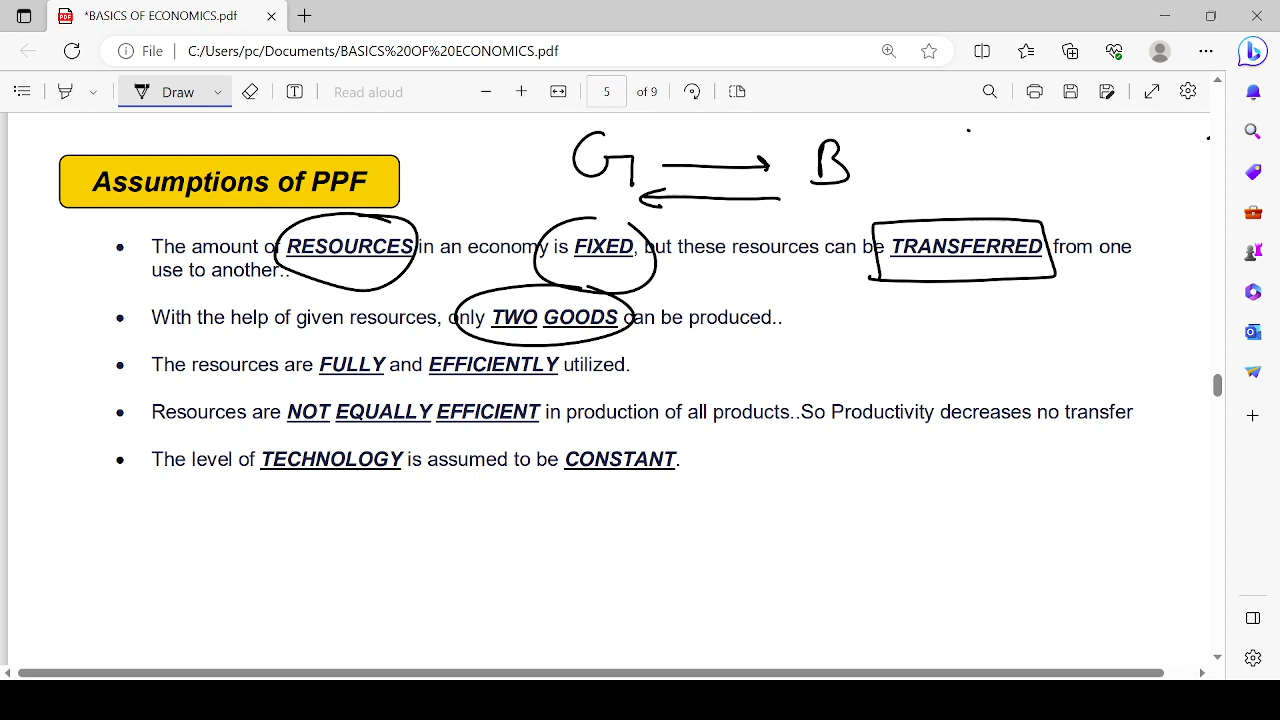 *BASICS OF ECONOMICS.pdf
File C:/Users/pc/Documents/BASICS%20OF%20ECONOMICS.pdf
Draw Read aloud 5 of 9
G B
Assumptions of PPF
The amount of RESOURCES in an economy is FIXED, but these resources can be TRANSFERRED from one
use to another..
With the help of given resources, only TWO GOODS can be produced..
The resources are FULLY and EFFICIENTLY utilized.
Resources are NOT EQUALLY EFFICIENT in production of all products..So Productivity decreases no transfer
The level of TECHNOLOGY is assumed to be CONSTANT.